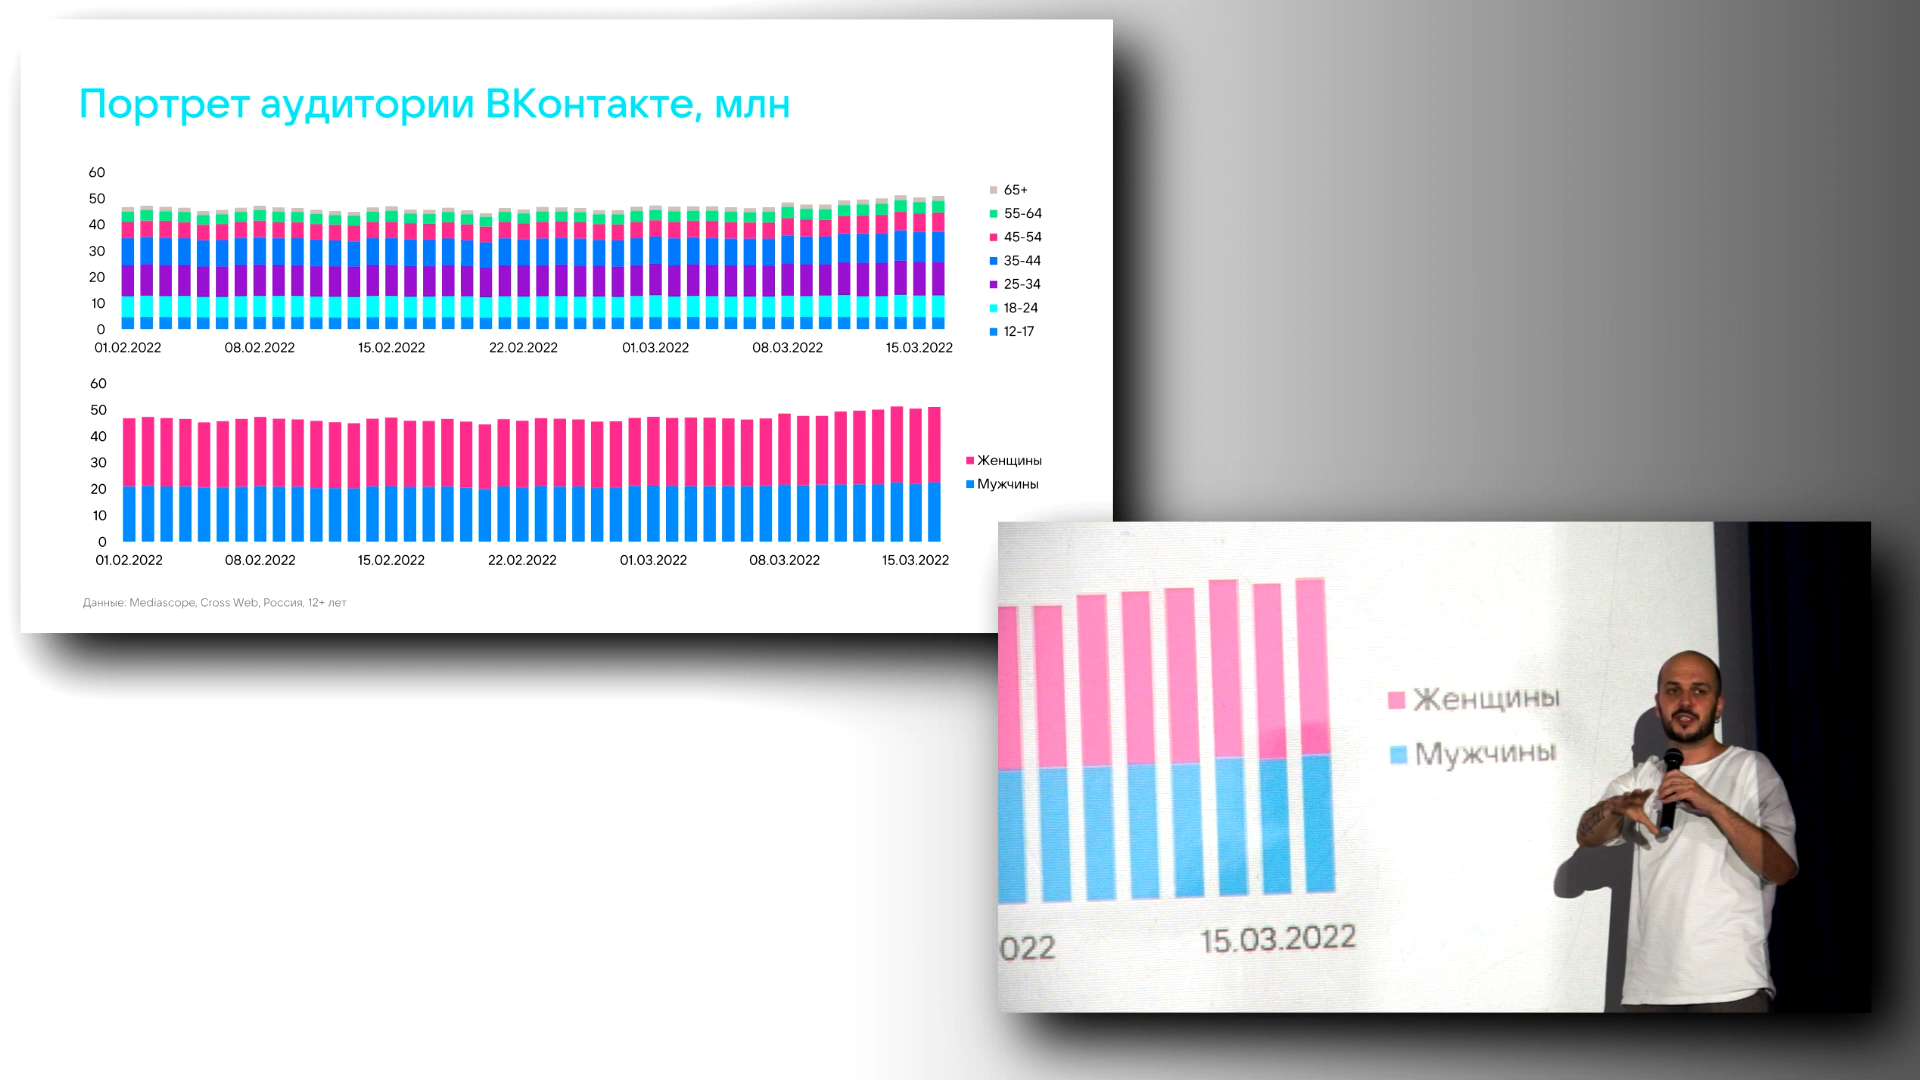 Портрет аудитории ВКонтакте, млн
60
50
40
30
20
10
0
01.02.2022 08.02.2022 15.02.2022 22.02.2022 01.03.2022 08.03.2022 15.03.2022
65+
55-64
45-54
35-44
25-34
18-24
12-17
60
50
40
30
20
10
0
01.02.2022 08.02.2022 15.02.2022 22.02.2022 01.03.2022 08.03.2022 15.03.2022
Женщины
Мужчины
Данные: Mediascope, Cross Web, Россия, 12+ лет
Женщины
Мужчины
022 15.03.2022